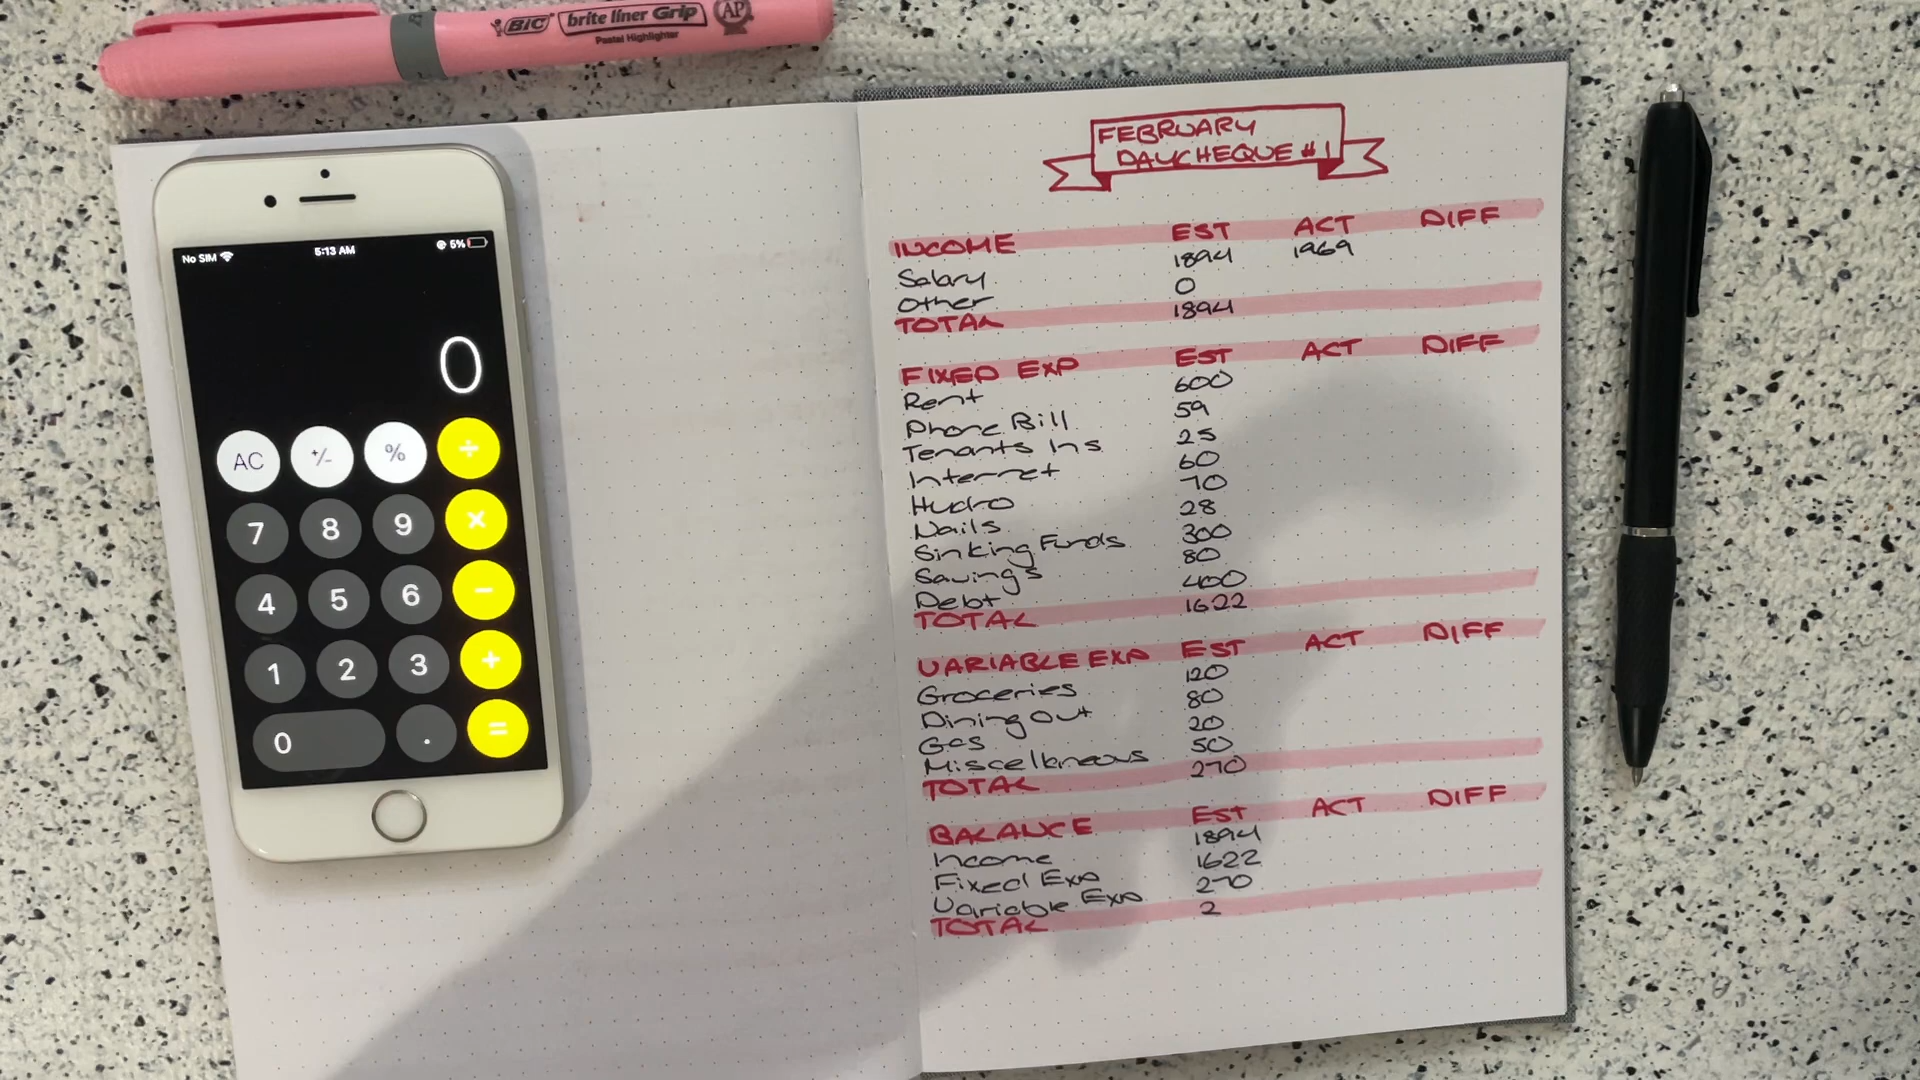 BIC brite liner Grip AP
Pastel Highlighter
No SIM 5:13 AM 5%
0
AC +/- % ÷
7 8 9 ×
4 5 6 −
1 2 3 +
0 . =
FEBRUARY
PAYCHEQUE #1
INCOME EST ACT DIFF
Salary 1894 1969
Other 0
TOTAL 1894
FIXED EXP EST ACT DIFF
Rent 600
Phone Bill 59
Tenants Ins 25
Internet 60
Hydro 70
Nails 28
Sinking Funds 300
Savings 80
Debt 400
TOTAL 1622
VARIABLE EXP EST ACT DIFF
Groceries 120
Dining Out 80
Gas 20
Miscellaneous 50
TOTAL 270
BALANCE EST ACT DIFF
Income 1894
Fixed Exp 1622
Variable Exp 270
TOTAL 2